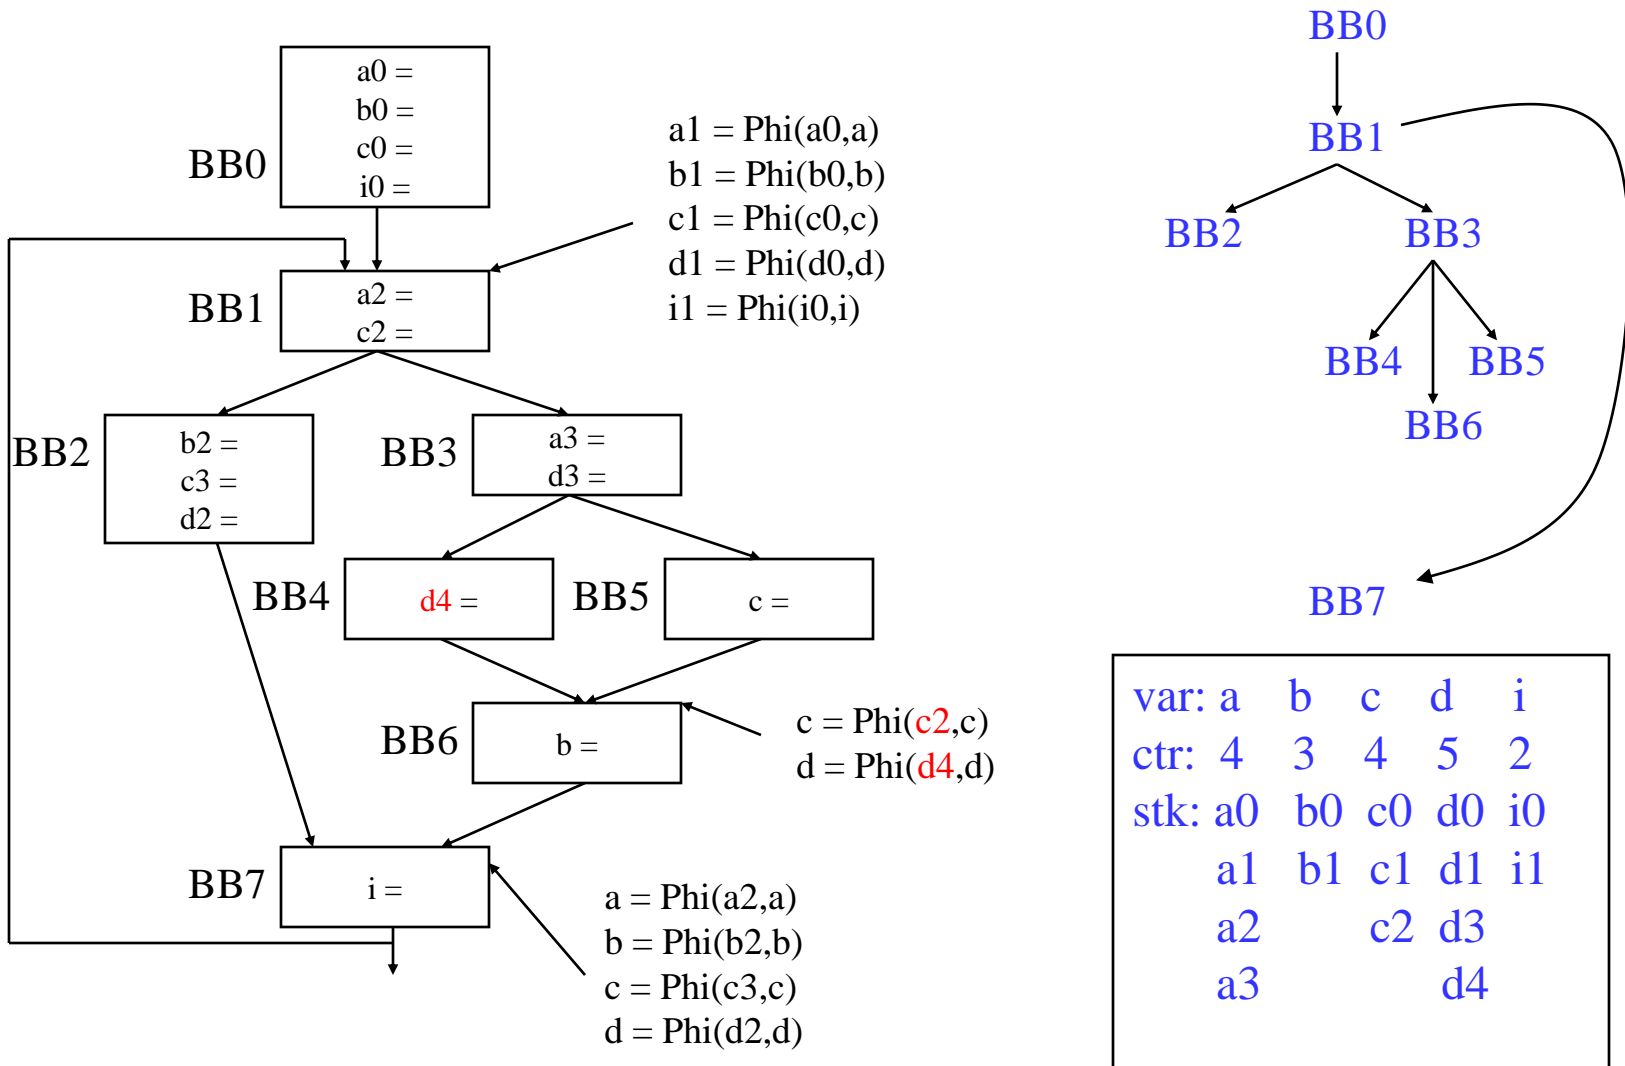 BB0
a0 =
b0 =
c0 =
i0 =
a1 = Phi(a0,a)
b1 = Phi(b0,b)
c1 = Phi(c0,c)
d1 = Phi(d0,d)
i1 = Phi(i0,i)
BB1
a2 =
c2 =
BB2
b2 =
c3 =
d2 =
BB3
a3 =
d3 =
BB4
d4 =
BB5
c =
BB6
b =
c = Phi(c2,c)
d = Phi(d4,d)
BB7
i =
a = Phi(a2,a)
b = Phi(b2,b)
c = Phi(c3,c)
d = Phi(d2,d)
BB0
BB1
BB2 BB3
BB4 BB5
BB6
BB7
var: a b c d i
ctr: 4 3 4 5 2
stk: a0 b0 c0 d0 i0
a1 b1 c1 d1 i1
a2 c2 d3
a3 d4